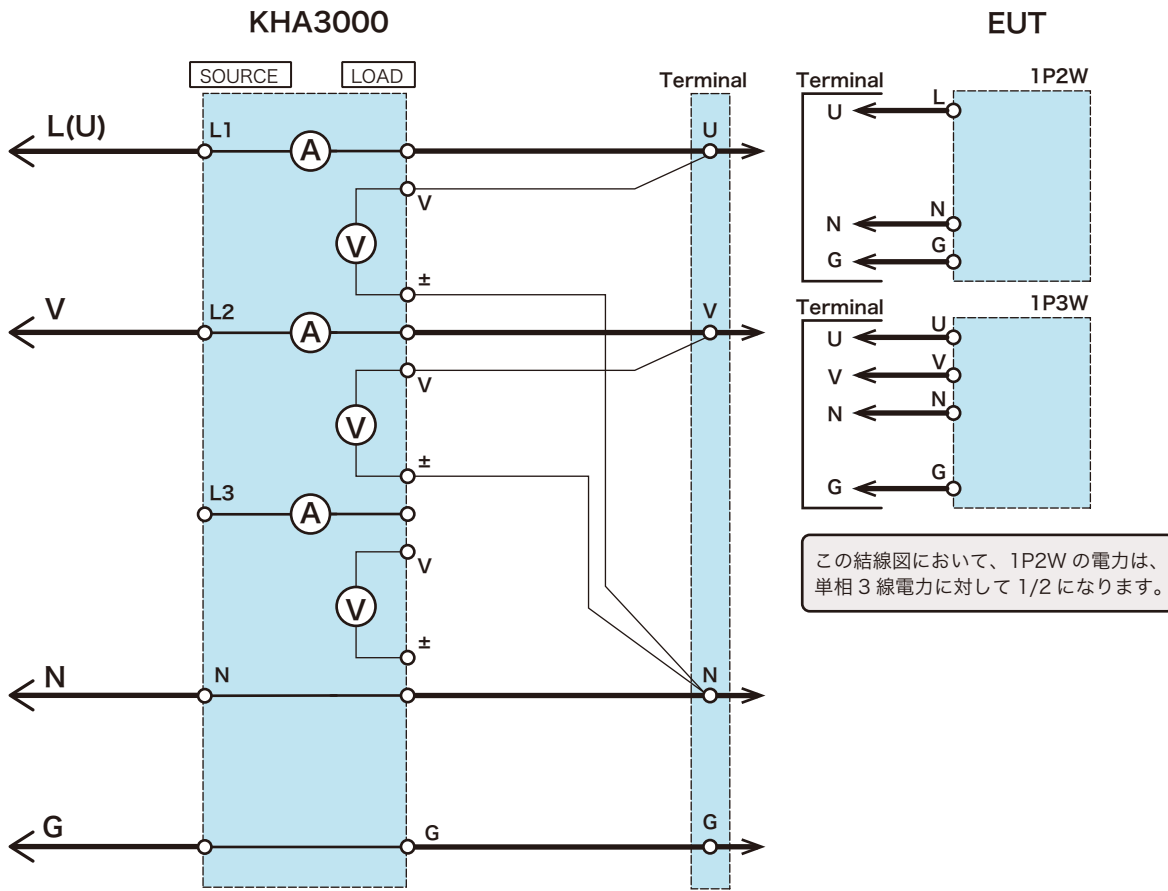 KHA3000
EUT
SOURCE
LOAD
Terminal
Terminal
1P2W
L(U)
L1
A
U
U
L
V
V
N
N
±
G
G
V
L2
A
V
Terminal
1P3W
U
U
V
V
V
V
N
N
±
G
G
L3
A
V
V
±
この結線図において、1P2W の電力は、
単相 3 線電力に対して 1/2 になります。
N
N
N
G
G
G